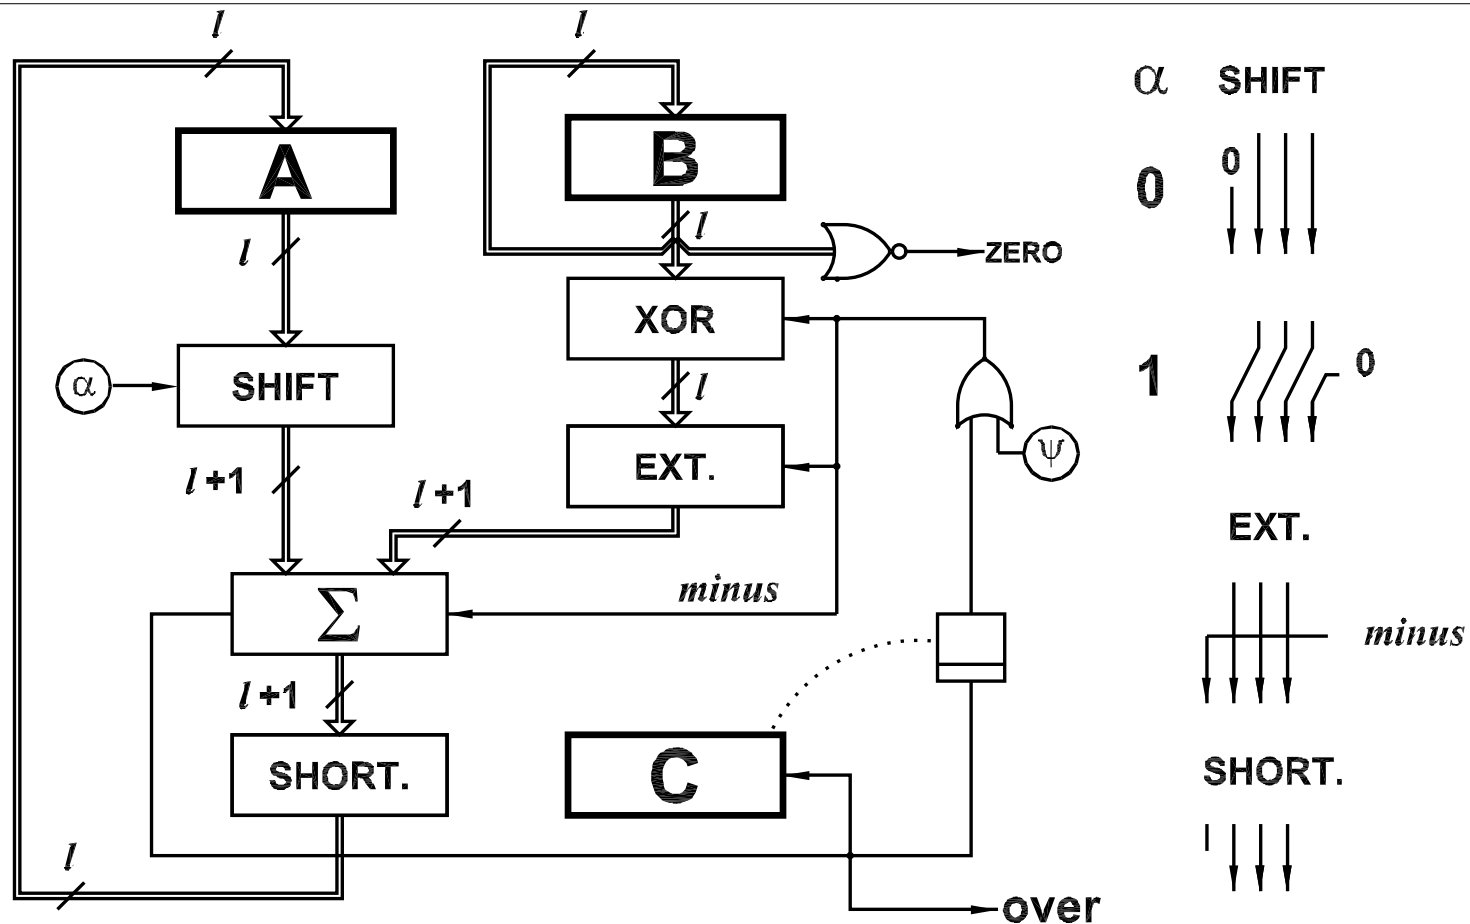 l
l
α SHIFT
A
B
0
0
l
l
ZERO
XOR
α
SHIFT
l
1
0
EXT.
ψ
l +1
l +1
EXT.
Σ
minus
minus
l +1
SHORT.
C
SHORT.
l
over